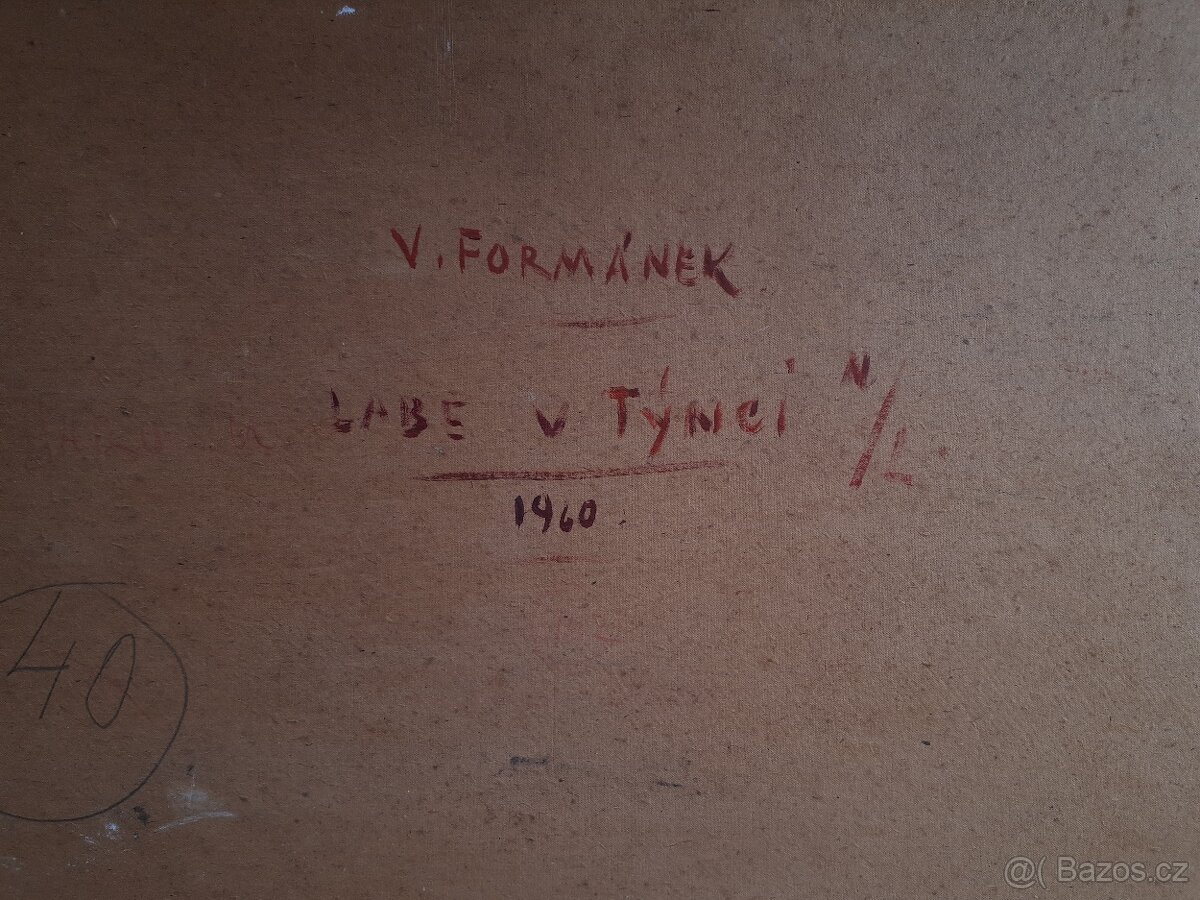 V. FORMÁNEK
LABE V TÝNCI N/L.
1960.
40
@( Bazos.cz